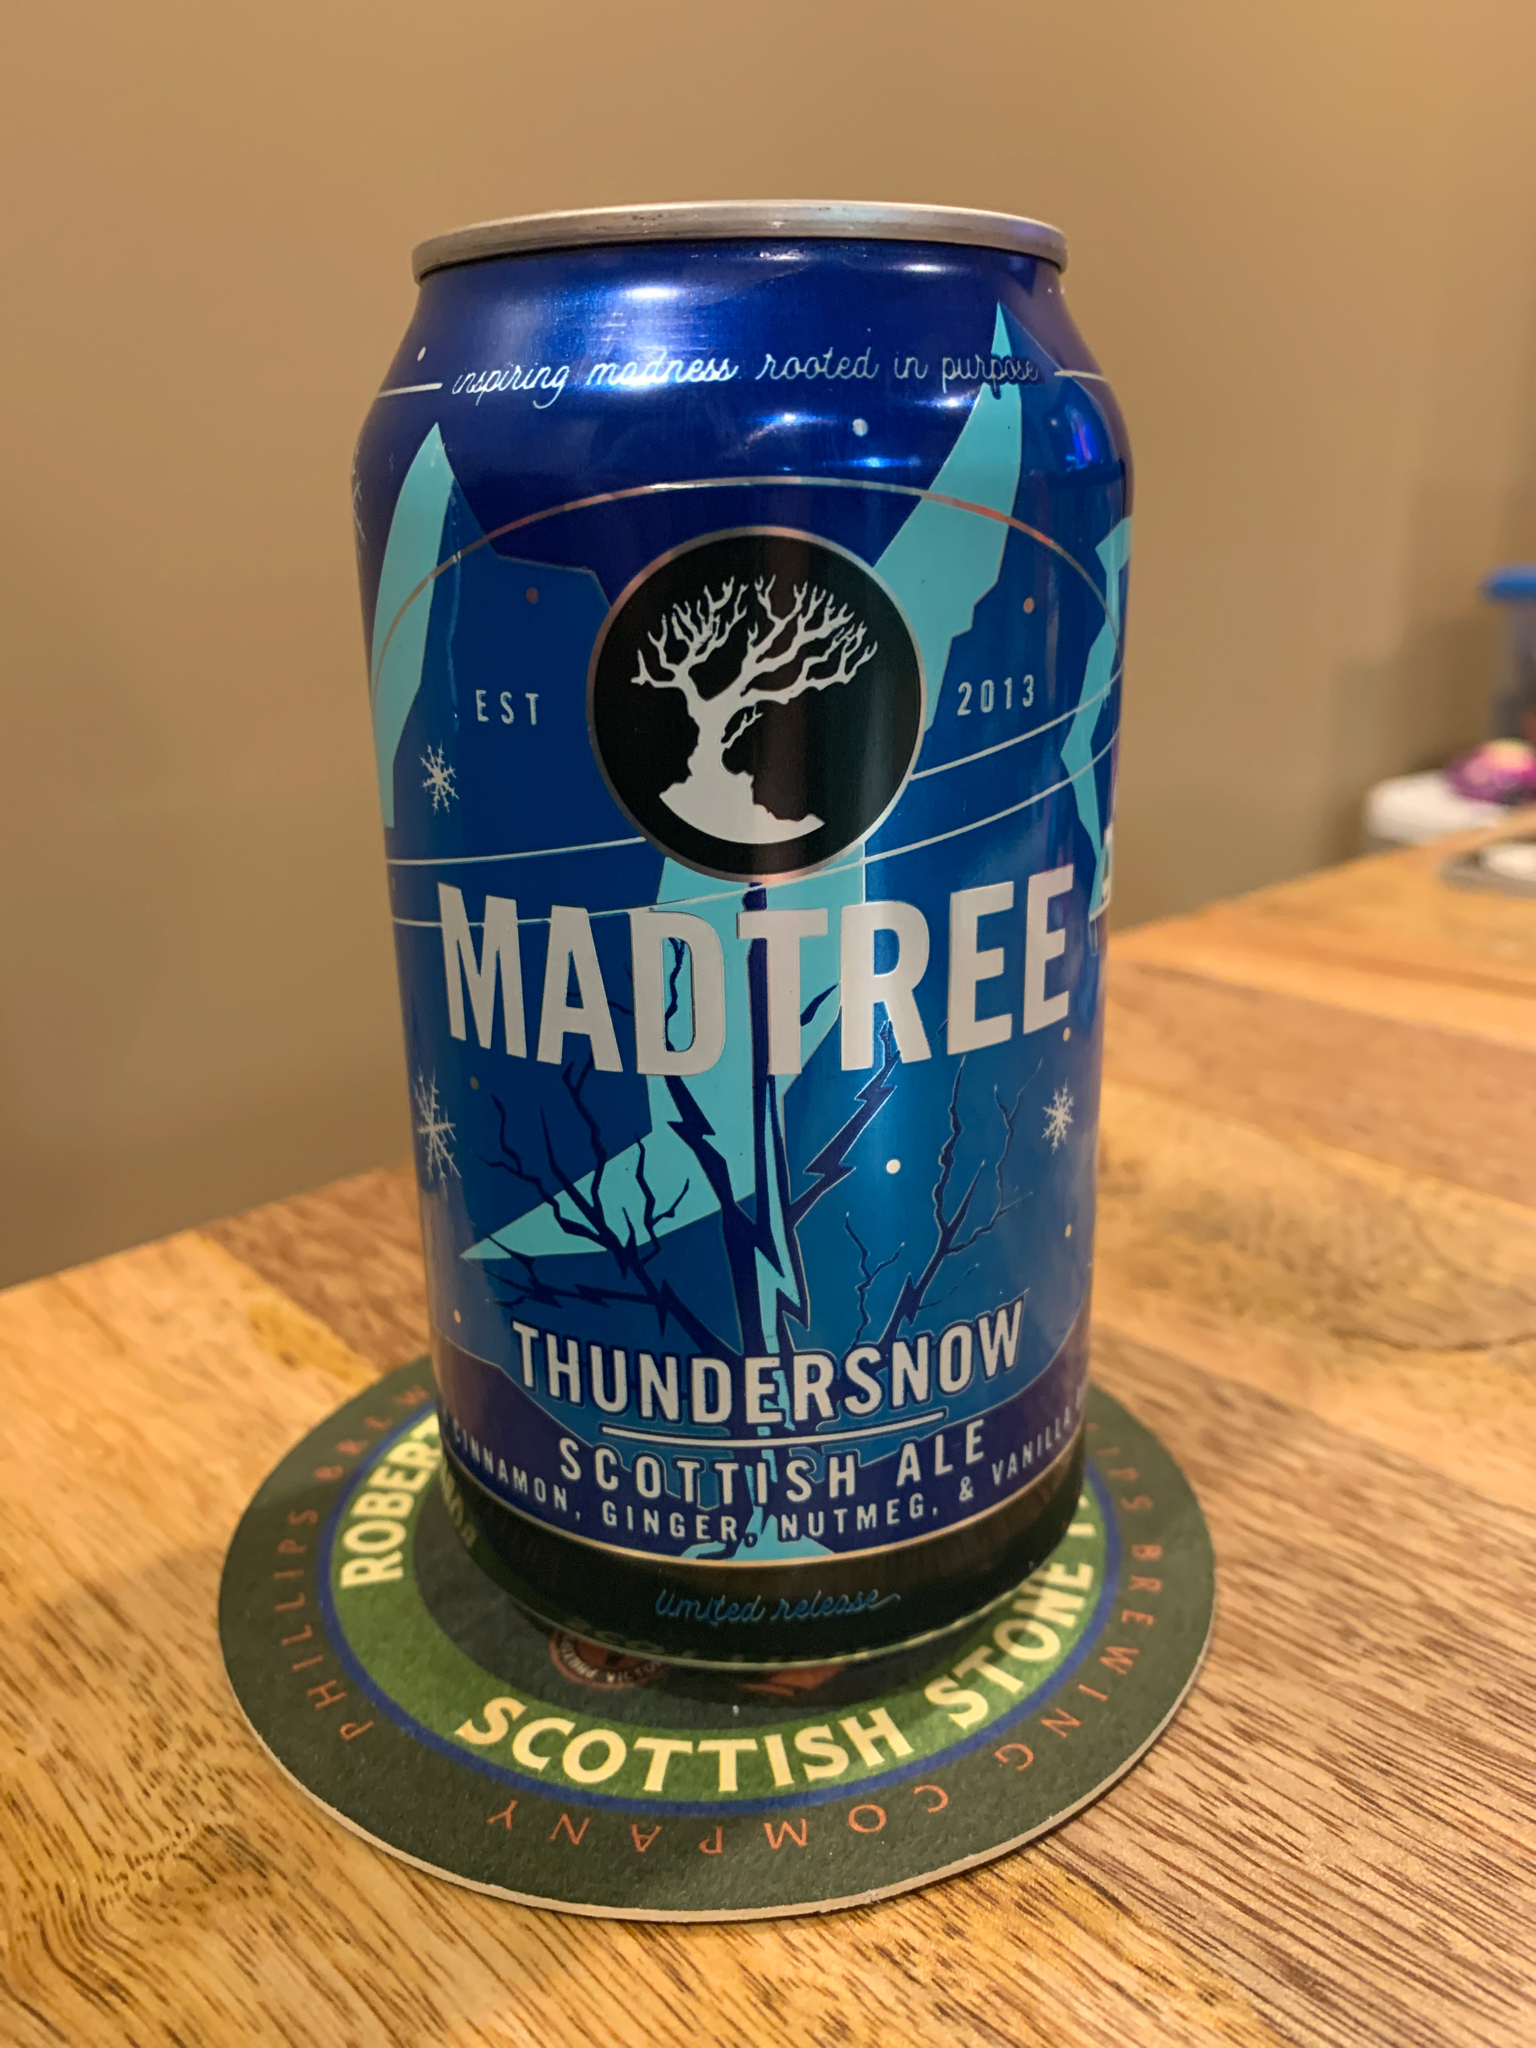 inspiring madness rooted in purpose
EST 2013
MADTREE
THUNDERSNOW
SCOTTISH ALE
CINNAMON, GINGER, NUTMEG, & VANILLA
limited release
ROBERT
SCOTTISH STONE
PHILLIPS BREWING COMPANY